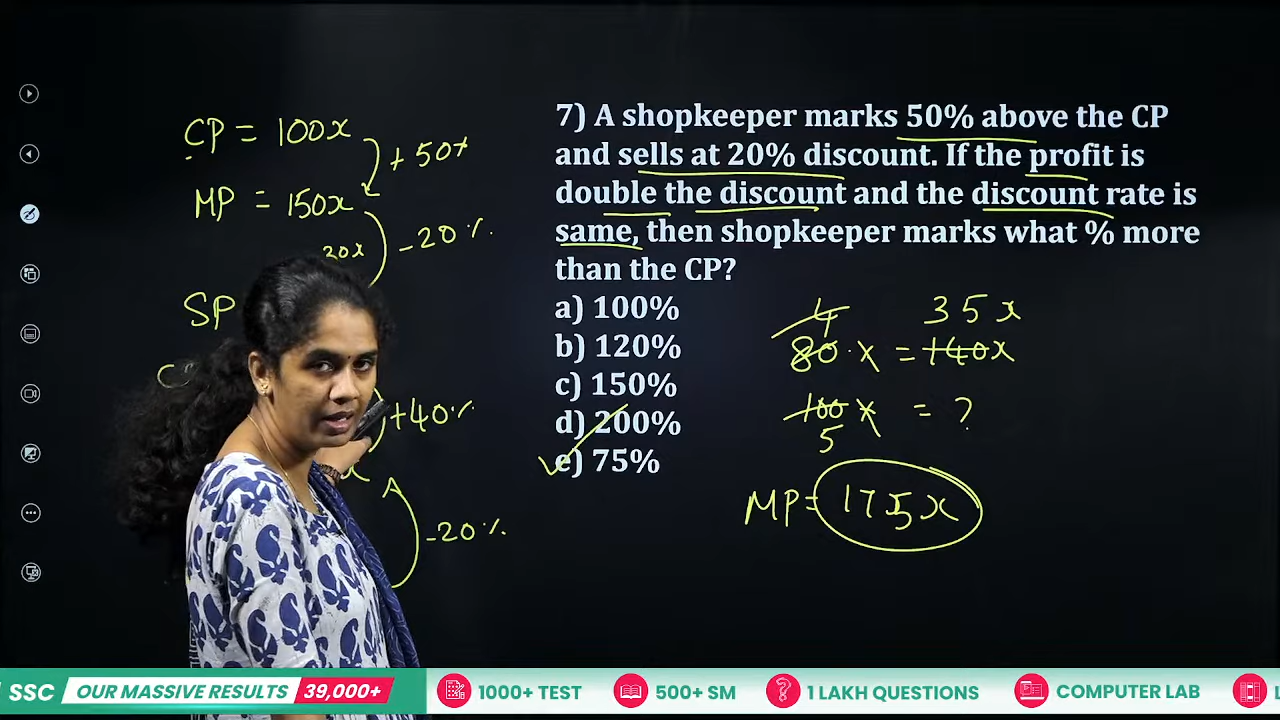 CP = 100x
+ 50%
MP = 150x
20x
- 20%
SP
+40%
-20%
7) A shopkeeper marks 50% above the CP
and sells at 20% discount. If the profit is
double the discount and the discount rate is
same, then shopkeeper marks what % more
than the CP?
a) 100%
b) 120%
c) 150%
d) 200%
e) 75%
4 35x
80·x = 140x
100x = ?
5
MP = 175x
SSC OUR MASSIVE RESULTS 39,000+ 1000+ TEST 500+ SM 1 LAKH QUESTIONS COMPUTER LAB